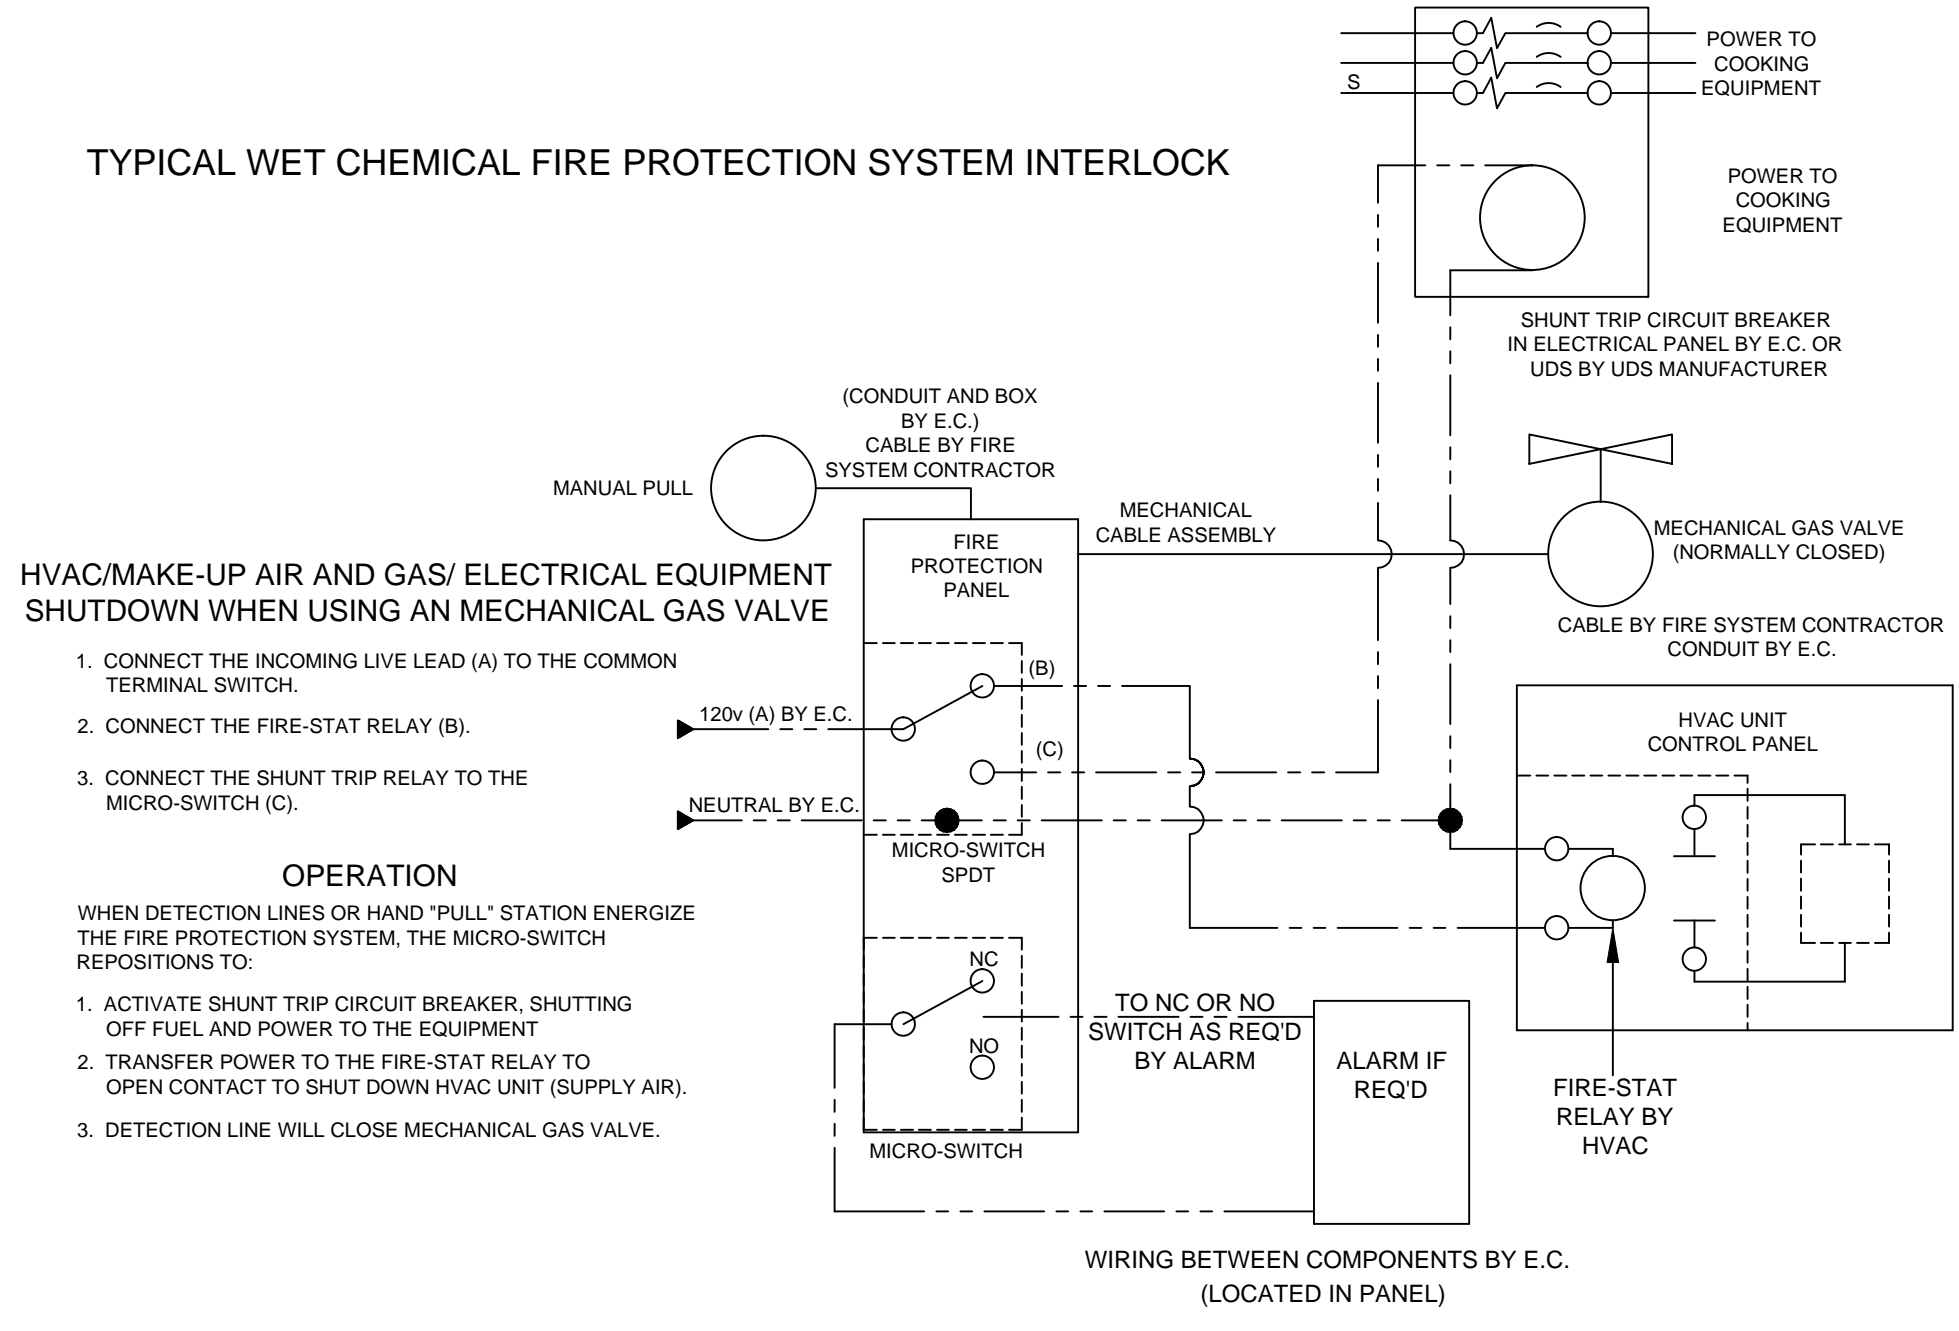 POWER TO
COOKING
EQUIPMENT
S
TYPICAL WET CHEMICAL FIRE PROTECTION SYSTEM INTERLOCK
POWER TO
COOKING
EQUIPMENT
SHUNT TRIP CIRCUIT BREAKER
IN ELECTRICAL PANEL BY E.C. OR
UDS BY UDS MANUFACTURER
(CONDUIT AND BOX
BY E.C.)
CABLE BY FIRE
SYSTEM CONTRACTOR
MANUAL PULL
MECHANICAL
CABLE ASSEMBLY
MECHANICAL GAS VALVE
(NORMALLY CLOSED)
CABLE BY FIRE SYSTEM CONTRACTOR
CONDUIT BY E.C.
FIRE
PROTECTION
PANEL
HVAC/MAKE-UP AIR AND GAS/ ELECTRICAL EQUIPMENT
SHUTDOWN WHEN USING AN MECHANICAL GAS VALVE
1. CONNECT THE INCOMING LIVE LEAD (A) TO THE COMMON
TERMINAL SWITCH.
2. CONNECT THE FIRE-STAT RELAY (B).
3. CONNECT THE SHUNT TRIP RELAY TO THE
MICRO-SWITCH (C).
120v (A) BY E.C.
(B)
(C)
NEUTRAL BY E.C.
MICRO-SWITCH
SPDT
HVAC UNIT
CONTROL PANEL
OPERATION
WHEN DETECTION LINES OR HAND "PULL" STATION ENERGIZE
THE FIRE PROTECTION SYSTEM, THE MICRO-SWITCH
REPOSITIONS TO:
1. ACTIVATE SHUNT TRIP CIRCUIT BREAKER, SHUTTING
OFF FUEL AND POWER TO THE EQUIPMENT
2. TRANSFER POWER TO THE FIRE-STAT RELAY TO
OPEN CONTACT TO SHUT DOWN HVAC UNIT (SUPPLY AIR).
3. DETECTION LINE WILL CLOSE MECHANICAL GAS VALVE.
NC
NO
MICRO-SWITCH
TO NC OR NO
SWITCH AS REQ'D
BY ALARM
ALARM IF
REQ'D
FIRE-STAT
RELAY BY
HVAC
WIRING BETWEEN COMPONENTS BY E.C.
(LOCATED IN PANEL)